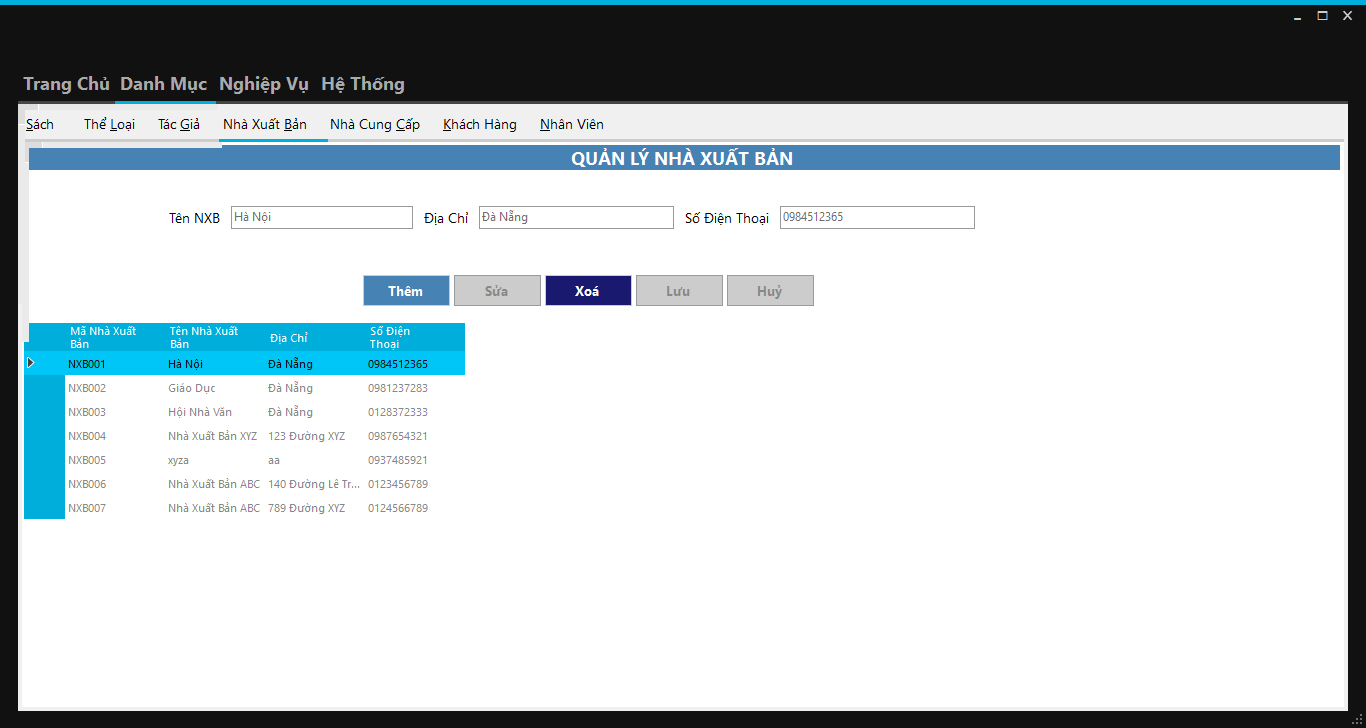 Trang Chủ Danh Mục Nghiệp Vụ Hệ Thống
Sách Thể Loại Tác Giả Nhà Xuất Bản Nhà Cung Cấp Khách Hàng Nhân Viên
QUẢN LÝ NHÀ XUẤT BẢN
Tên NXB Hà Nội Địa Chỉ Đà Nẵng Số Điện Thoại 0984512365
Thêm Sửa Xoá Lưu Huỷ
Mã Nhà Xuất Bản Tên Nhà Xuất Bản Địa Chỉ Số Điện Thoại
NXB001 Hà Nội Đà Nẵng 0984512365
NXB002 Giáo Dục Đà Nẵng 0981237283
NXB003 Hội Nhà Văn Đà Nẵng 0128372333
NXB004 Nhà Xuất Bản XYZ 123 Đường XYZ 0987654321
NXB005 xyza aa 0937485921
NXB006 Nhà Xuất Bản ABC 140 Đường Lê Tr... 0123456789
NXB007 Nhà Xuất Bản ABC 789 Đường XYZ 0124566789